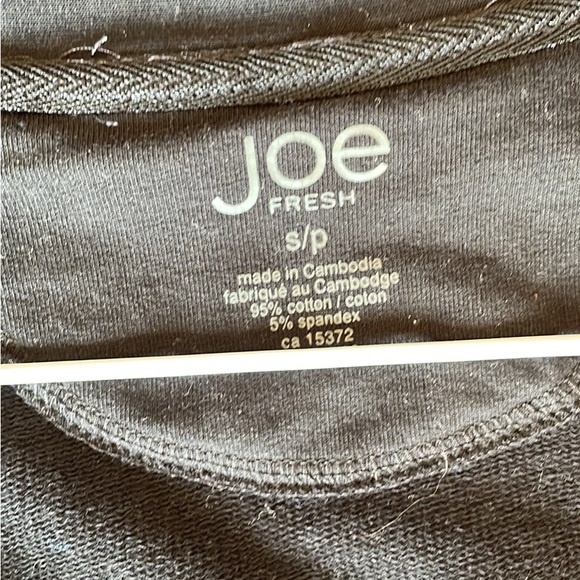 Joe
FRESH
s/p
made in Cambodia
fabriqué au Cambodge
95% cotton / coton
5% spandex
ca 15372